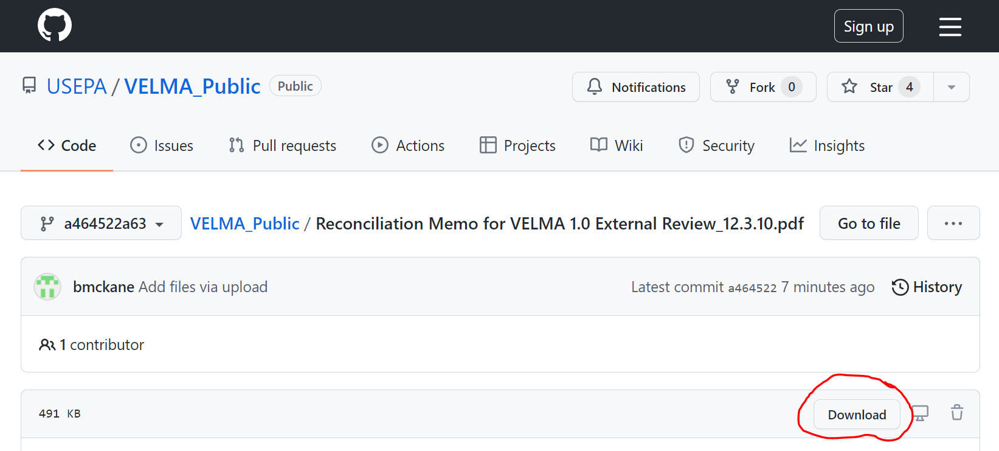 Sign up
USEPA / VELMA_Public Public Notifications Fork 0 Star 4
Code Issues Pull requests Actions Projects Wiki Security Insights
a464522a63 VELMA_Public / Reconciliation Memo for VELMA 1.0 External Review_12.3.10.pdf Go to file ...
bmckane Add files via upload Latest commit a464522 7 minutes ago History
1 contributor
491 KB Download